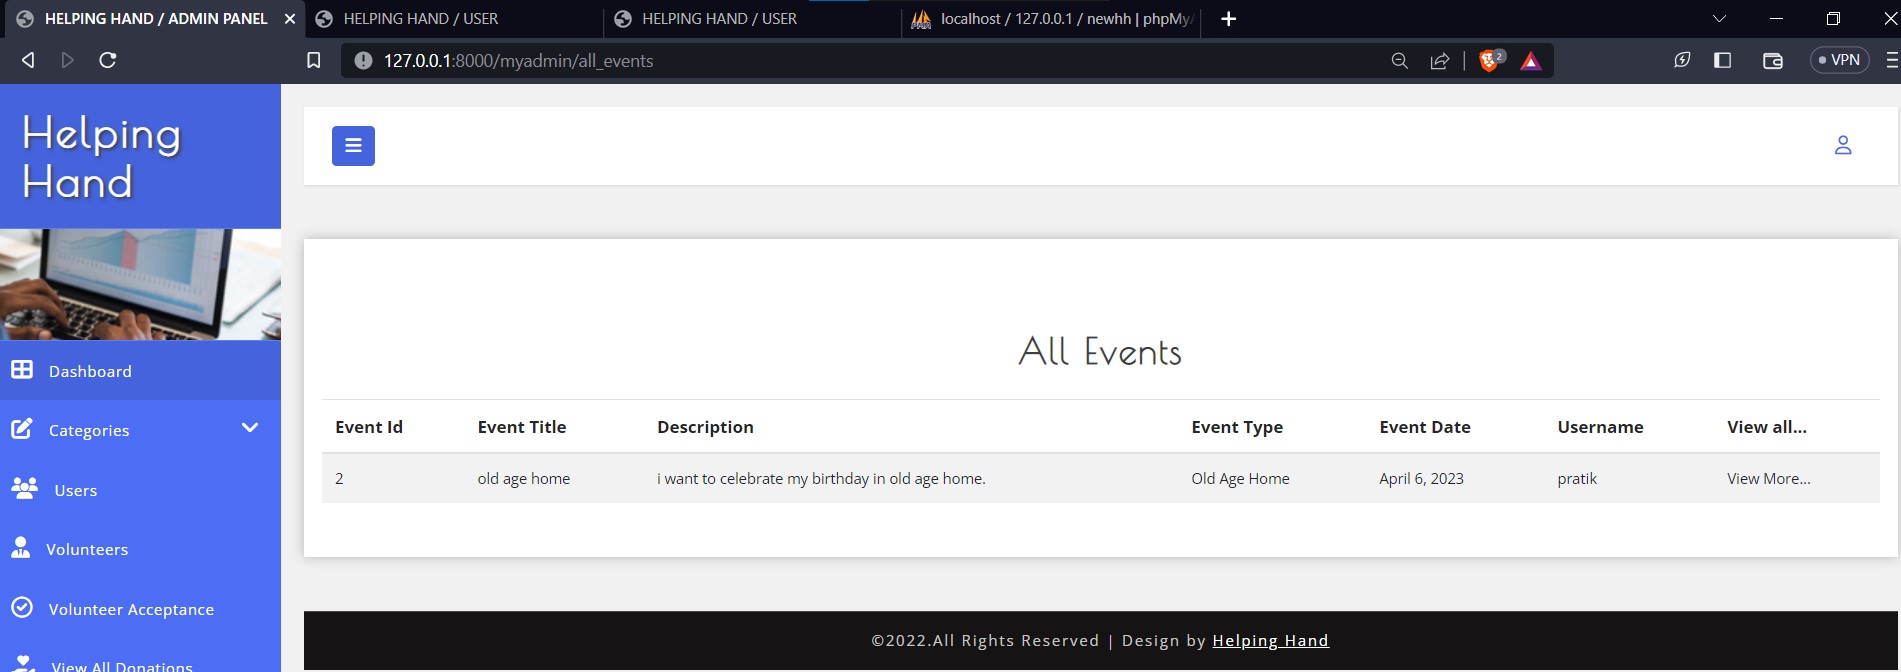 HELPING HAND / ADMIN PANEL
HELPING HAND / USER
HELPING HAND / USER
localhost / 127.0.0.1 / newhh | phpMyA
127.0.0.1:8000/myadmin/all_events
2
VPN
Helping
Hand
Dashboard
Categories
Users
Volunteers
Volunteer Acceptance
View All Donations
All Events
Event Id Event Title Description Event Type Event Date Username View all...
2 old age home i want to celebrate my birthday in old age home. Old Age Home April 6, 2023 pratik View More...
©2022.All Rights Reserved | Design by Helping Hand